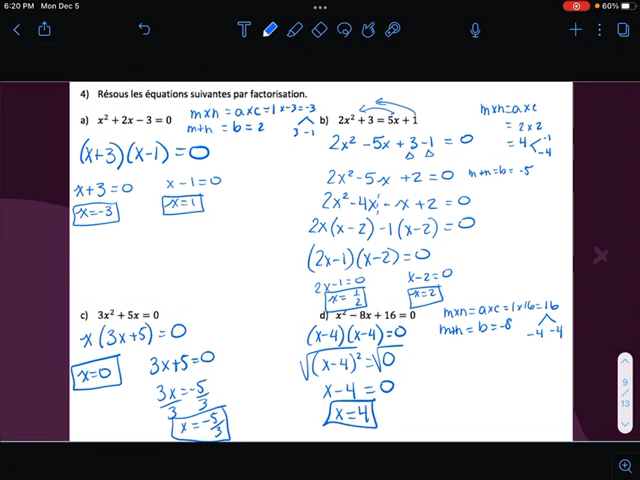 6:20 PM Mon Dec 5
60%
4) Résous les équations suivantes par factorisation.
a) x² + 2x − 3 = 0
m×n = a×c = 1×-3 = -3
m+n = b = 2
3 -1
(x+3)(x-1) = 0
x+3=0 x-1=0
x=-3 x=1
b) 2x² + 3 = 5x + 1
m×n = a×c
= 2×2
= 4
-1
-4
m+n = b = -5
2x² -5x +3-1 = 0
2x² -5x +2 = 0
2x² -4x -x +2 = 0
2x(x-2) -1(x-2) = 0
(2x-1)(x-2) = 0
2x-1=0 x-2=0
x=1/2 x=2
c) 3x² + 5x = 0
x(3x+5) = 0
x=0 3x+5=0
3x/3 = -5/3
x = -5/3
d) x² − 8x + 16 = 0
m×n = a×c = 1×16 = 16
m+n = b = -8
-4 -4
(x-4)(x-4) = 0
√(x-4)² = √0
x-4 = 0
x=4
9
13